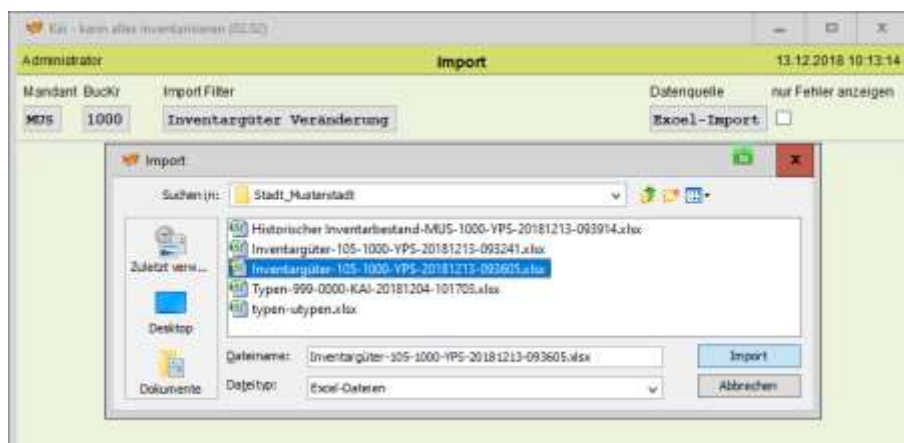 Kai - kann alles inventarisieren (02.02)
Administrator Import 13.12.2018 10:13:14
Mandant BucKr Import Filter Datenquelle nur Fehler anzeigen
MUS 1000 Inventargüter Veränderung Excel-Import
Import
Suchen in: Stadt_Musterstadt
Historischer Inventarbestand-MUS-1000-YPS-20181213-093914.xlsx
Inventargüter-105-1000-YPS-20181213-093241.xlsx
Inventargüter-105-1000-YPS-20181213-093605.xlsx
Typen-999-0000-KAI-20181204-101705.xlsx
typen-utypen.xlsx
Zuletzt verw...
Desktop
Dokumente
Dateiname: Inventargüter-105-1000-YPS-20181213-093605.xlsx Import
Dateityp: Excel-Dateien Abbrechen